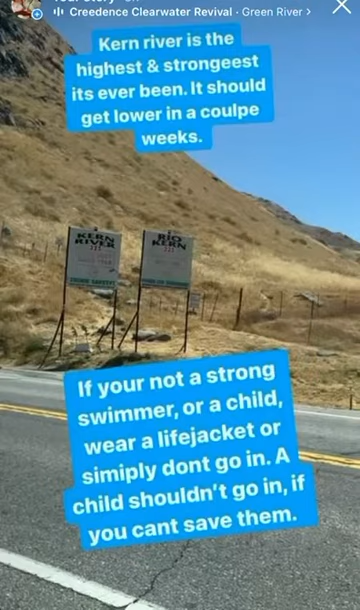 Creedence Clearwater Revival • Green River >
Kern river is the
highest & strongeest
its ever been. It should
get lower in a coulpe
weeks.
KERN
RIVER
RIO
KERN
If your not a strong
swimmer, or a child,
wear a lifejacket or
simiply dont go in. A
child shouldn't go in, if
you cant save them.